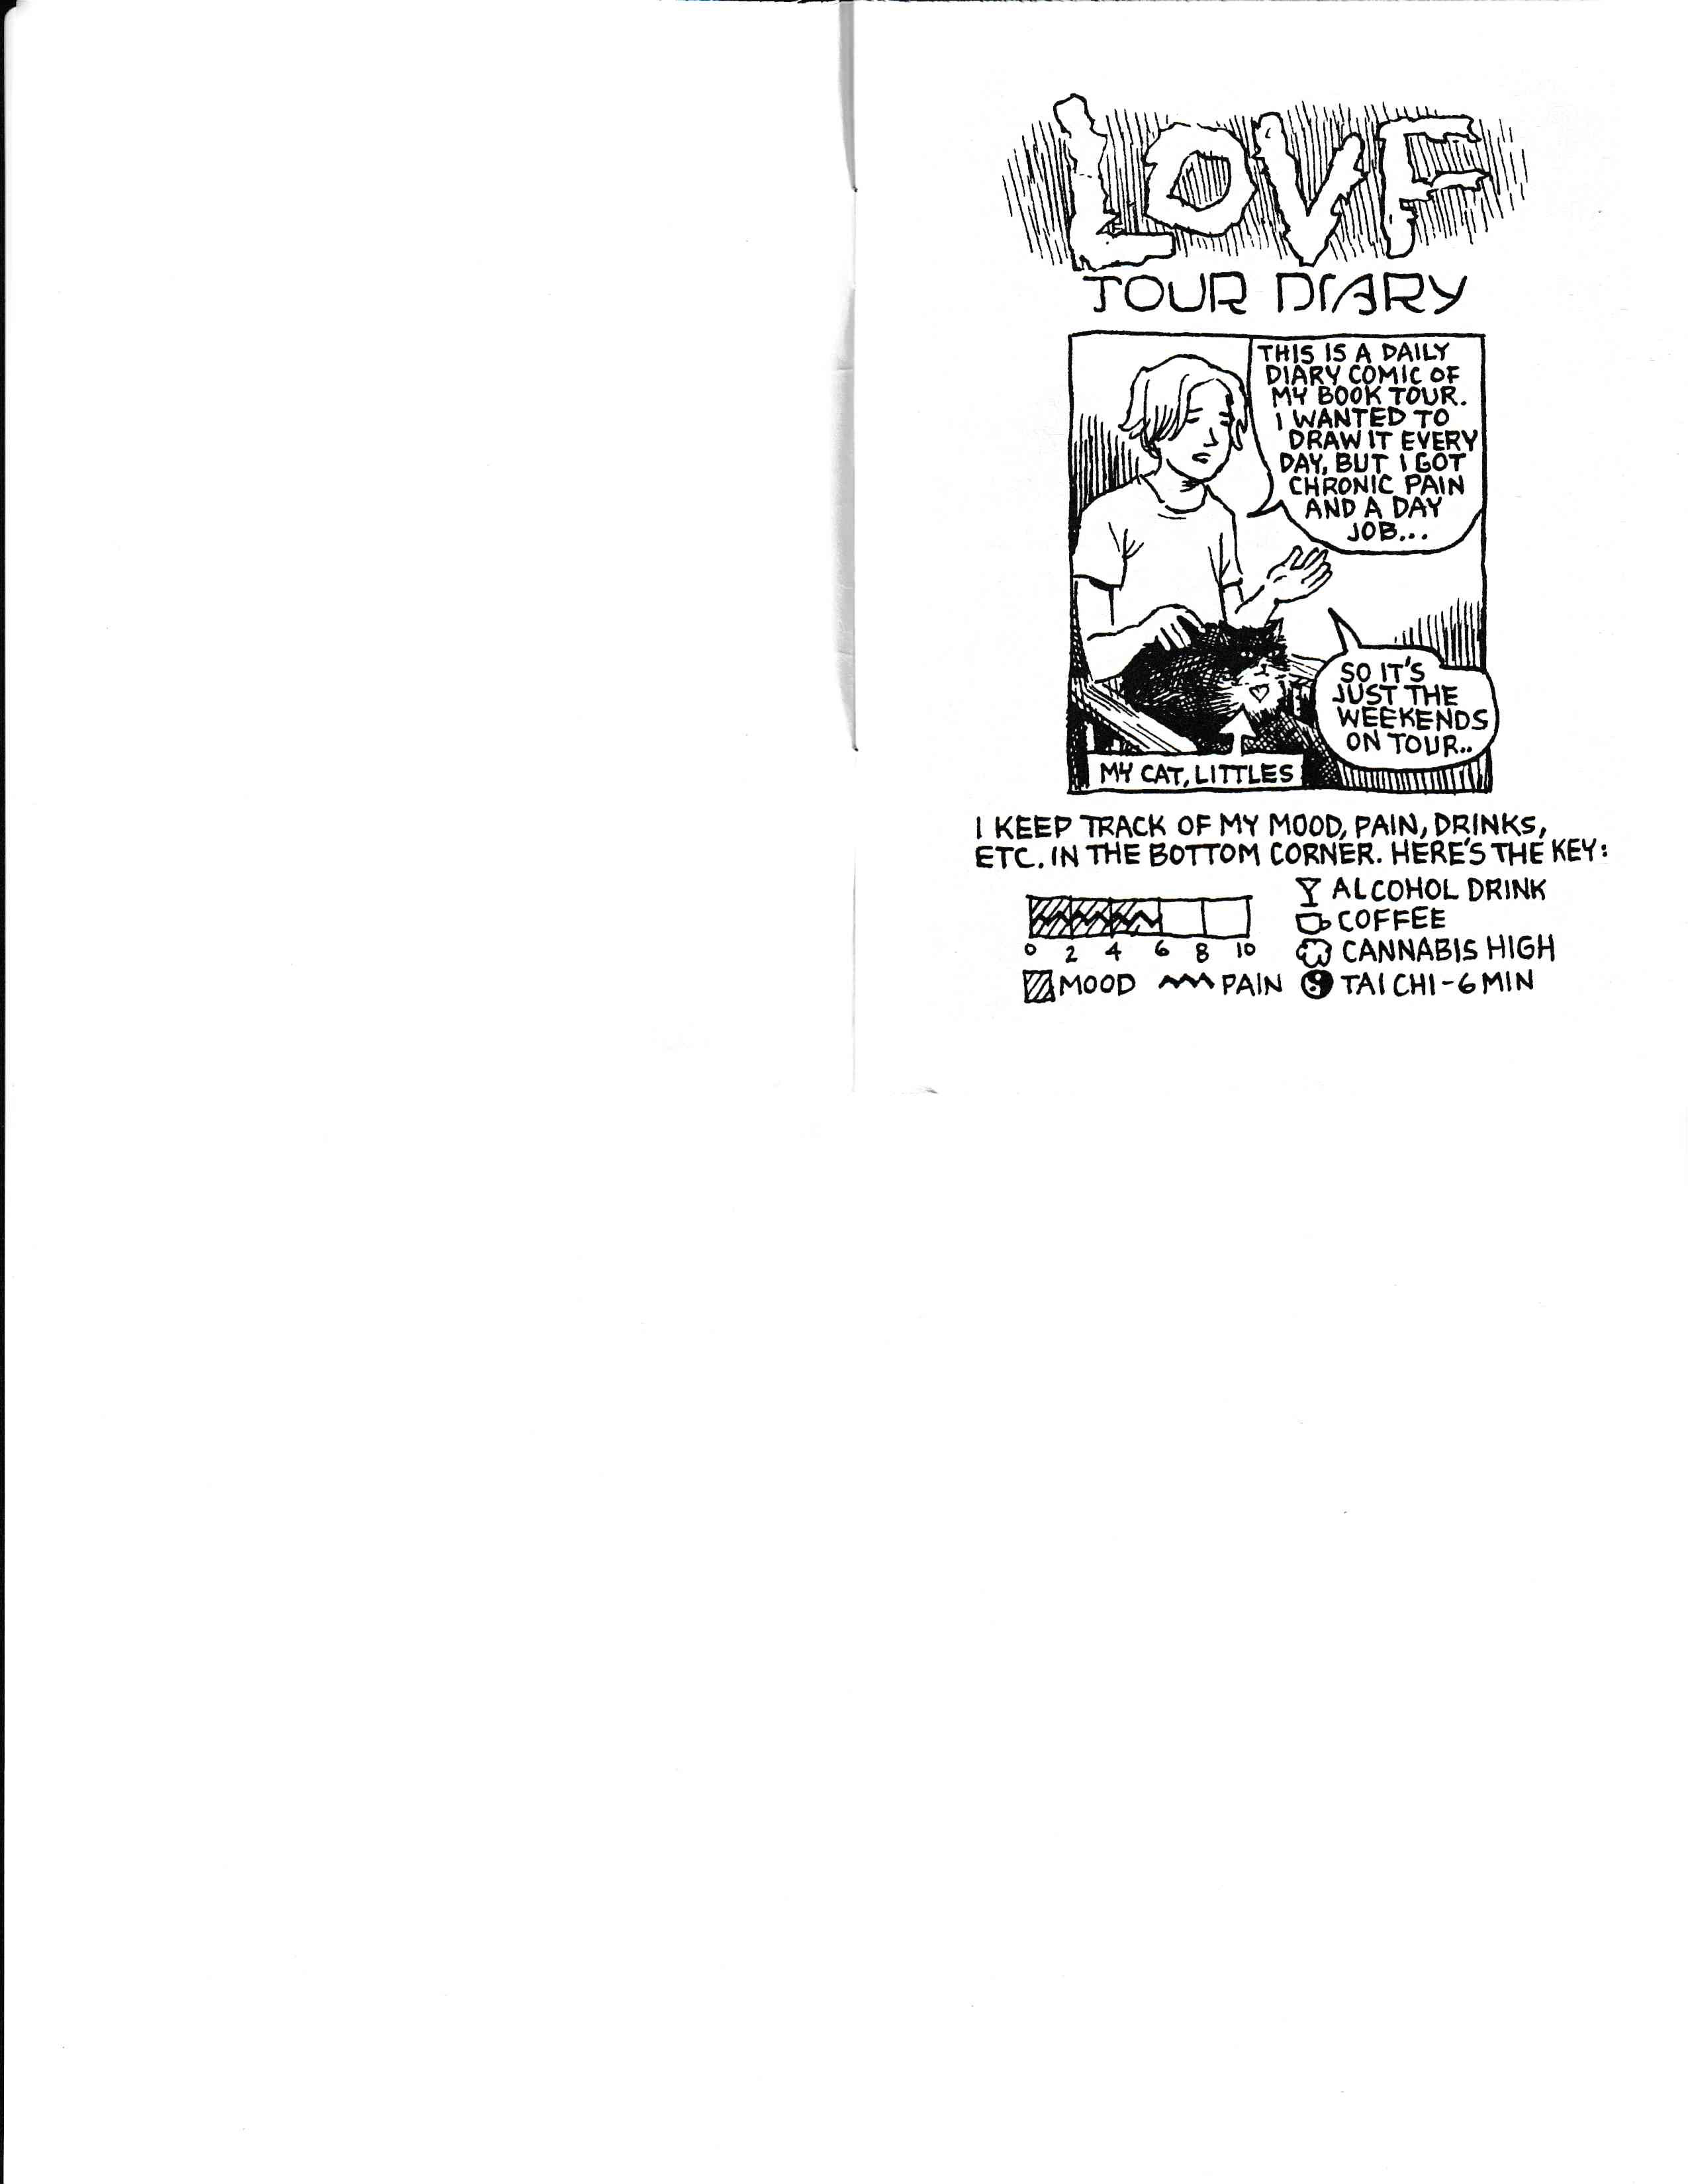 LOVF
TOUR DIARY
THIS IS A DAILY
DIARY COMIC OF
MY BOOK TOUR.
I WANTED TO
DRAW IT EVERY
DAY, BUT I GOT
CHRONIC PAIN
AND A DAY
JOB...
SO IT'S
JUST THE
WEEKENDS
ON TOUR..
MY CAT, LITTLES
I KEEP TRACK OF MY MOOD, PAIN, DRINKS,
ETC. IN THE BOTTOM CORNER. HERE'S THE KEY:
0 2 4 6 8 10
MOOD PAIN
ALCOHOL DRINK
COFFEE
CANNABIS HIGH
TAI CHI - 6 MIN